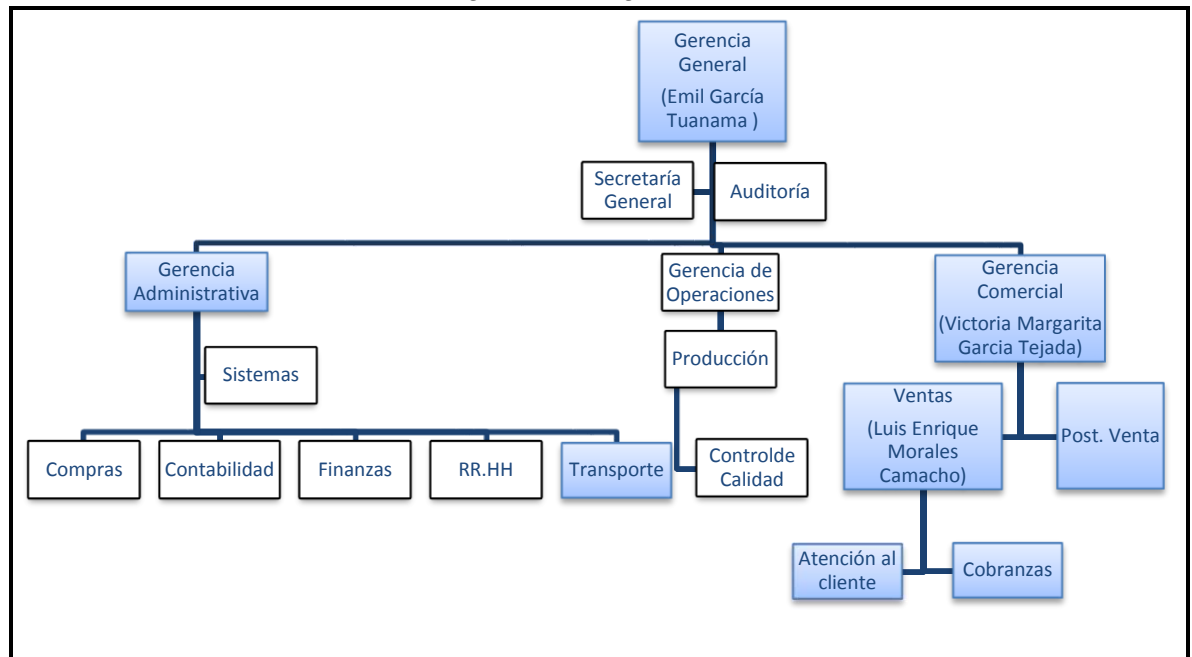 Gerencia
General
(Emil García
Tuanama )
Secretaría
General
Auditoría
Gerencia
Administrativa
Gerencia de
Operaciones
Gerencia
Comercial
(Victoria Margarita
Garcia Tejada)
Sistemas
Producción
Ventas
(Luis Enrique
Morales
Camacho)
Post. Venta
Compras
Contabilidad
Finanzas
RR.HH
Transporte
Controlde
Calidad
Atención al
cliente
Cobranzas